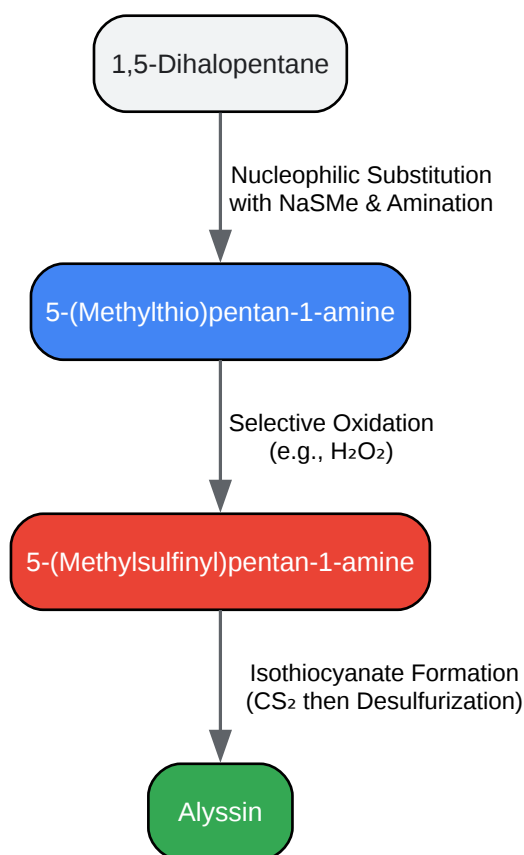 1,5-Dihalopentane
Nucleophilic Substitution
with NaSMe & Amination
5-(Methylthio)pentan-1-amine
Selective Oxidation
(e.g., H₂O₂)
5-(Methylsulfinyl)pentan-1-amine
Isothiocyanate Formation
(CS₂ then Desulfurization)
Alyssin